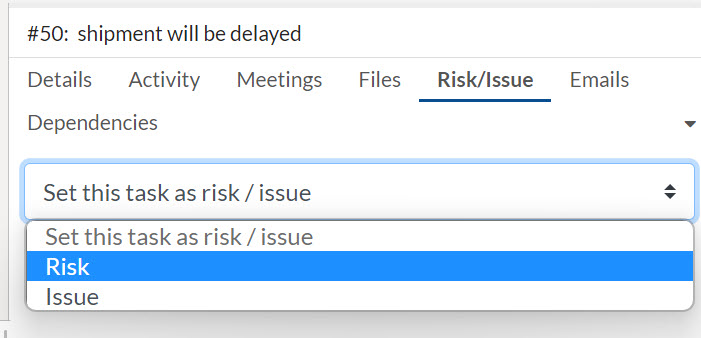 #50: shipment will be delayed
Details Activity Meetings Files Risk/Issue Emails
Dependencies
Set this task as risk / issue
Set this task as risk / issue
Risk
Issue